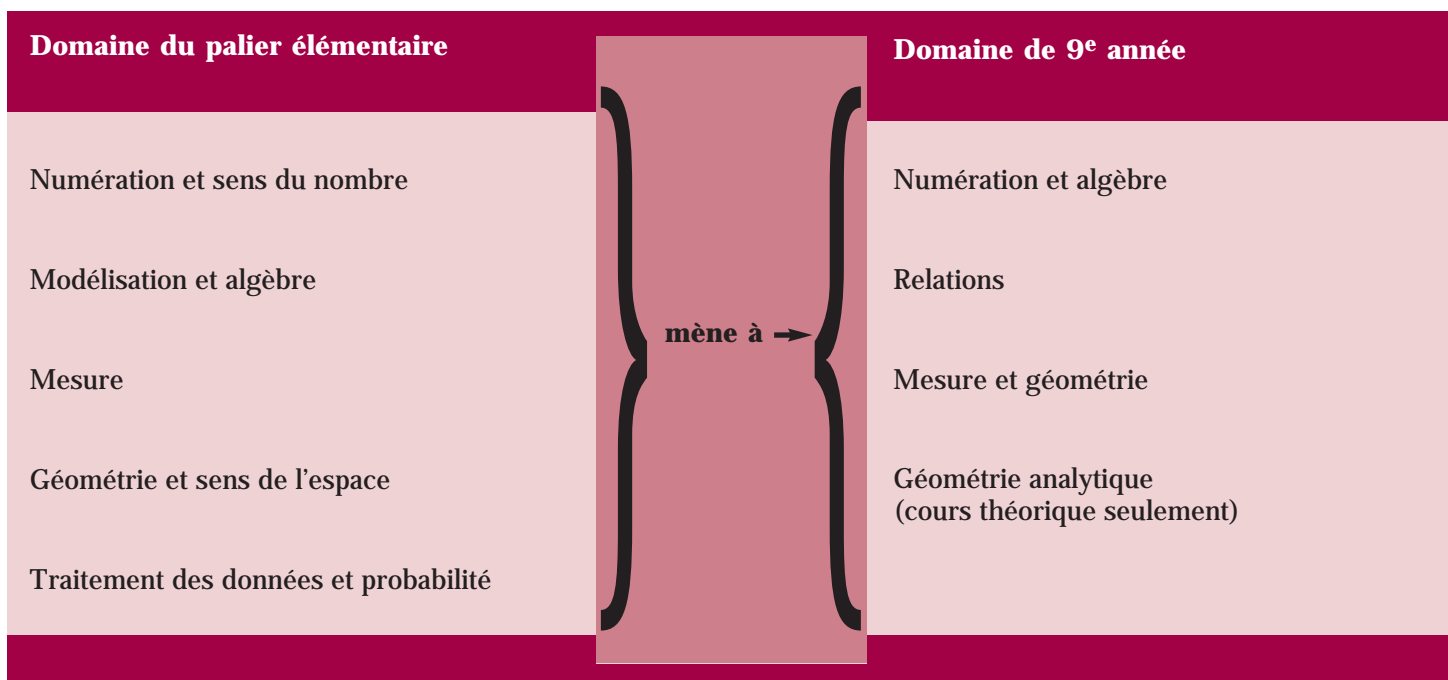 Domaine du palier élémentaire
Numération et sens du nombre
Modélisation et algèbre
Mesure
Géométrie et sens de l'espace
Traitement des données et probabilité
mène à →
Domaine de 9e année
Numération et algèbre
Relations
Mesure et géométrie
Géométrie analytique
(cours théorique seulement)